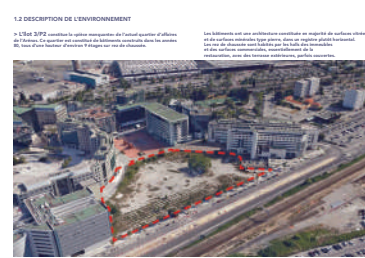 1.2 DESCRIPTION DE L'ENVIRONNEMENT
> L'îlot 3/P2 constitue la sphère manquante de l'actuel quartier d'affaires
de l'Arénas. Ce quartier est constitué de bâtiments construits dans les années
80, tous d'une hauteur d'environ 9 étages sur rez de chaussée.
Les bâtiments ont une architecture constituée en majorité de surfaces vitrées
et de surfaces minérales type pierre, dans un registre plutôt horizontal.
Les rez de chaussée sont habités par les halls des immeubles
et des surfaces commerciales, essentiellement de la
restauration, avec des terrasses extérieures, parfois couvertes.